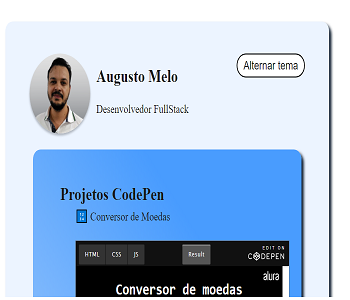 Augusto Melo
Alternar tema
Desenvolvedor FullStack
Projetos CodePen
Conversor de Moedas
EDIT ON
HTML CSS JS Result CODEPEN
alura
Conversor de moedas